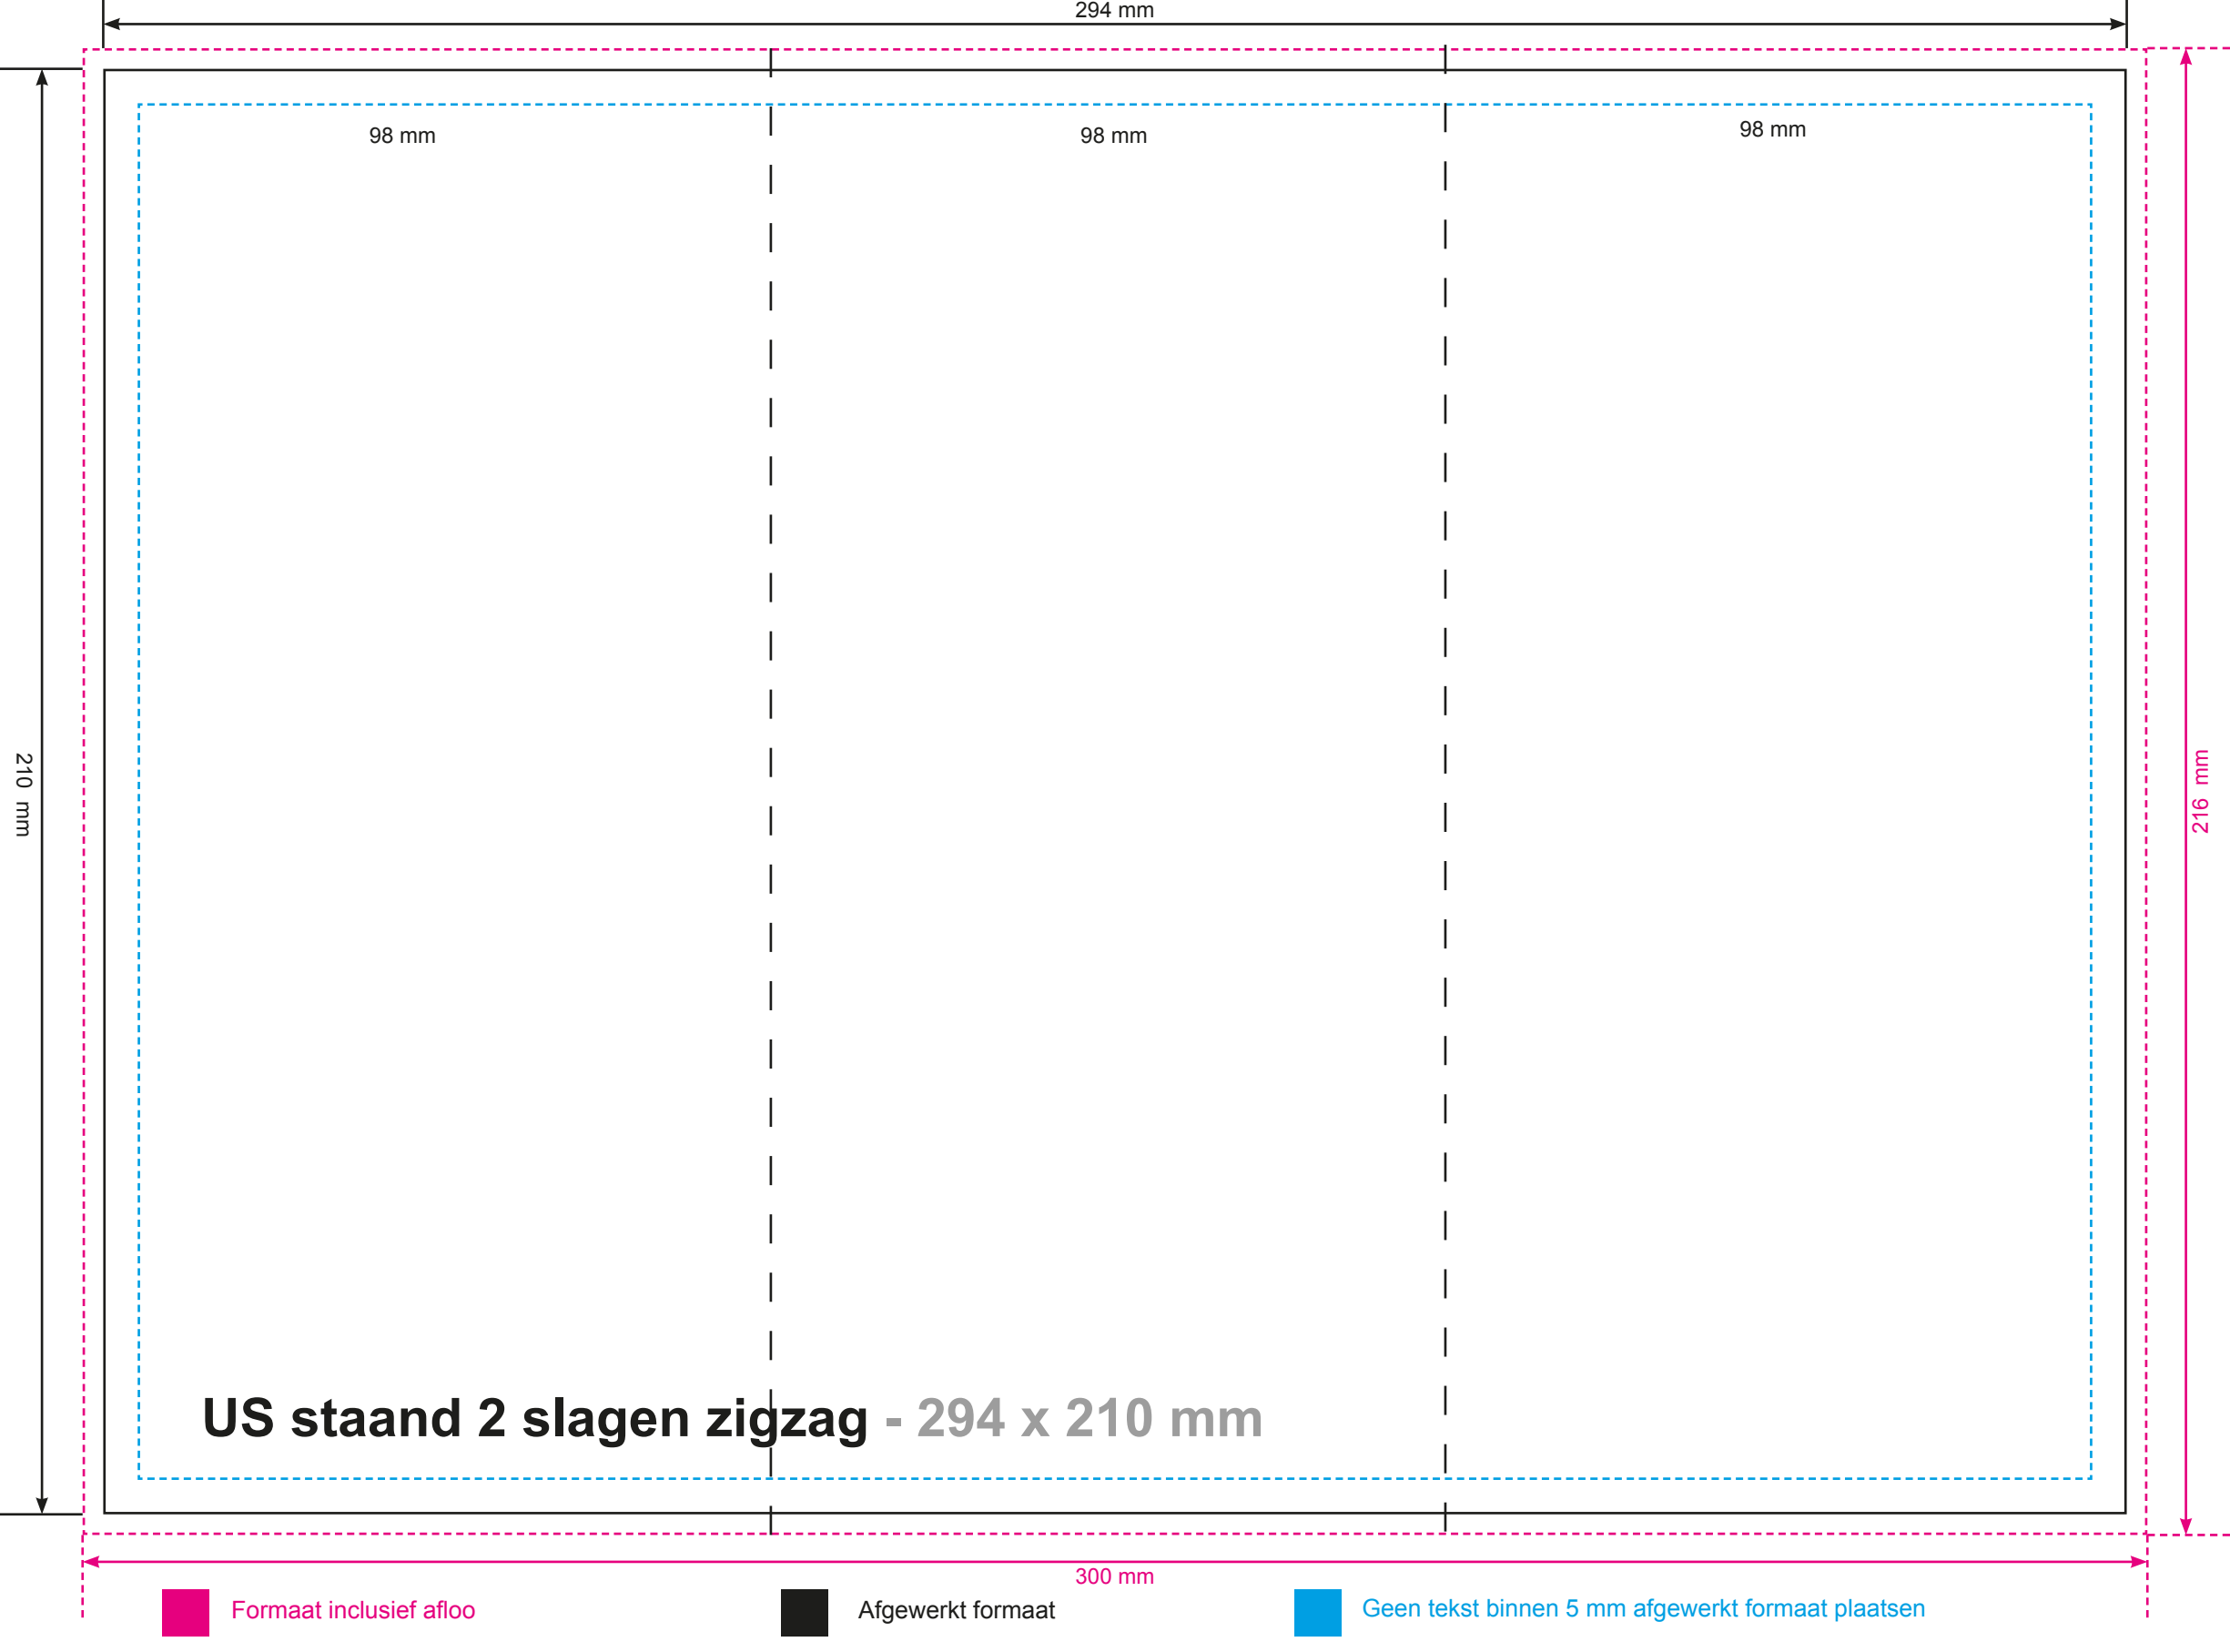 294 mm
98 mm
98 mm
98 mm
210 mm
216 mm
US staand 2 slagen zigzag - 294 x 210 mm
300 mm
Formaat inclusief afloo
Afgewerkt formaat
Geen tekst binnen 5 mm afgewerkt formaat plaatsen